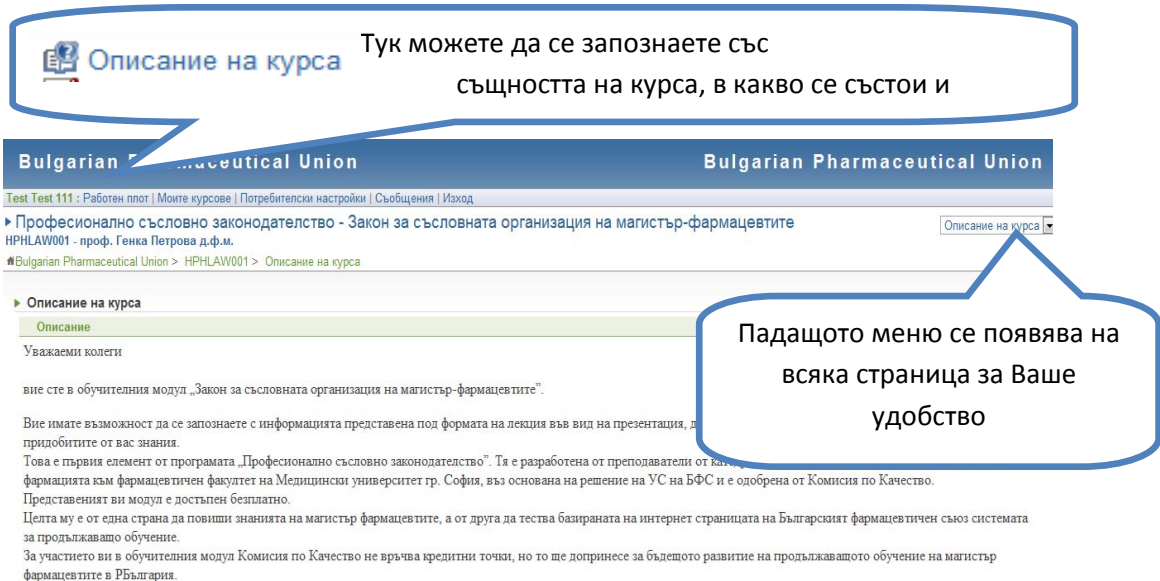 Описание на курса
Тук можете да се запознаете със
същността на курса, в какво се състои и
Bulgarian Union
Bulgarian Pharmaceutical Union
Test Test 111 : Работен плот | Моите курсове | Потребителски настройки | Съобщения | Изход
Професионално съсловно законодателство - Закон за съсловната организация на магистър-фармацевтите
Описание на курса
HPHLAW001 - проф. Генка Петрова д.ф.м.
Bulgarian Pharmaceutical Union > HPHLAW001 > Описание на курса
Описание на курса
Описание
Падащото меню се появява на
всяка страница за Ваше
удобство
Уважаеми колеги
вие сте в обучителния модул „Закон за съсловната организация на магистър-фармацевтите”.
Вие имате възможност да се запознаете с информацията представена под формата на лекция във вид на презентация,
придобитите от вас знания.
Това е първия елемент от програмата „Професионално съсловно законодателство”. Тя е разработена от преподаватели от
фармацията към фармацевтичен факултет на Медицински университет гр. София, въз основана на решение на УС на БФС и е одобрена от Комисия по Качество.
Представеният ви модул е достъпен безплатно.
Целта му е от една страна да повиши знанията на магистър фармацевтите, а от друга да тества базираната на интернет страницата на Българският фармацевтичен съюз системата
за продължаващо обучение.
За участието ви в обучителния модул Комисия по Качество не връчва кредитни точки, но то ще допринесе за бъдещото развитие на продължаващото обучение на магистър
фармацевтите в РБългария.